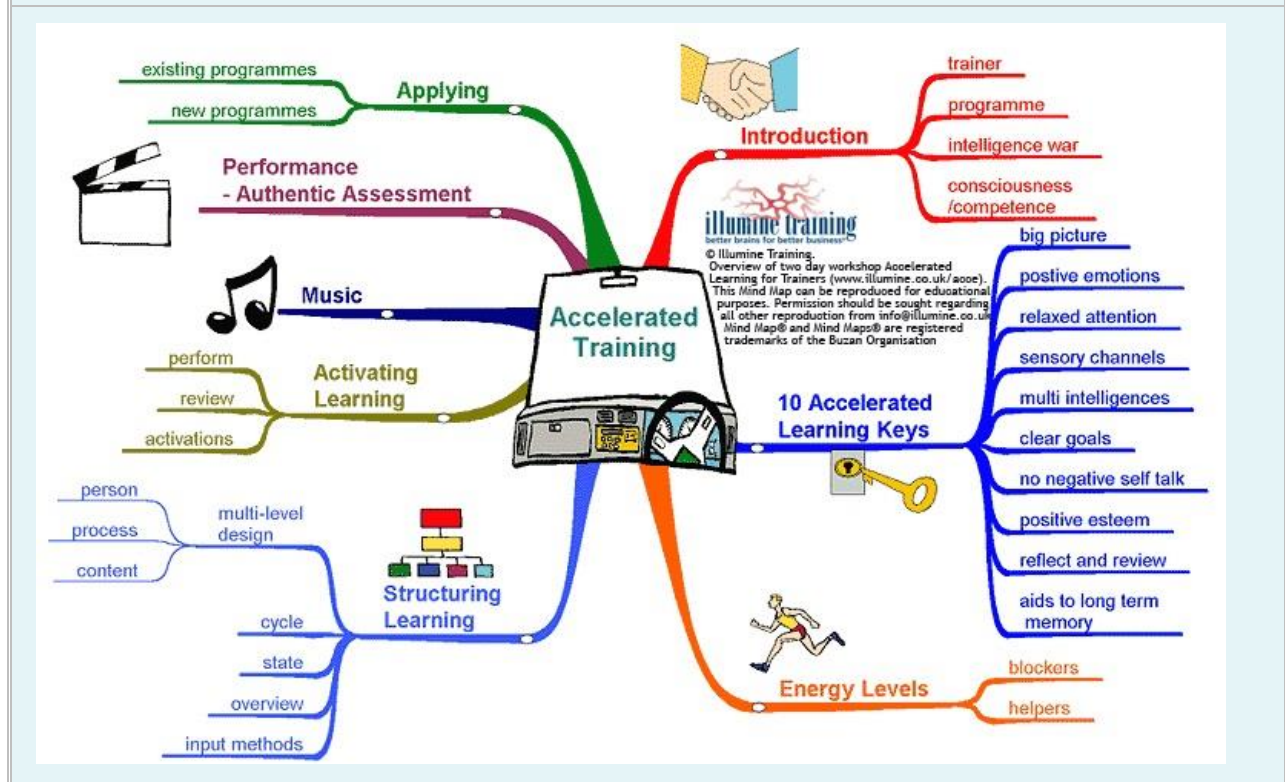 Accelerated
Training
Introduction
trainer
programme
intelligence war
consciousness
/competence
illumine training
better brains for better business®
© Illumine Training.
Overview of two day workshop Accelerated
Learning for Trainers (www.illumine.co.uk/aoce).
This Mind Map can be reproduced for educational
purposes. Permission should be sought regarding
all other reproduction from info@illumine.co.uk
Mind Map® and Mind Maps® are registered
trademarks of the Buzan Organisation
10 Accelerated
Learning Keys
big picture
postive emotions
relaxed attention
sensory channels
multi intelligences
clear goals
no negative self talk
positive esteem
reflect and review
aids to long term
memory
Energy Levels
blockers
helpers
Structuring
Learning
multi-level
design
person
process
content
cycle
state
overview
input methods
Activating
Learning
perform
review
activations
Music
Performance
- Authentic Assessment
Applying
existing programmes
new programmes